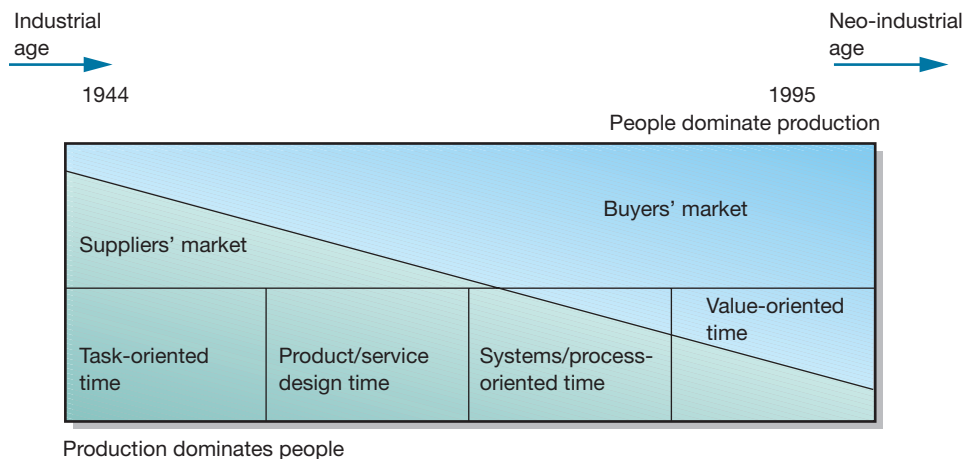 Industrial
age
Neo-industrial
age
1944
1995
People dominate production
Buyers’ market
Suppliers’ market
Value-oriented
time
Task-oriented
time
Product/service
design time
Systems/process-
oriented time
Production dominates people